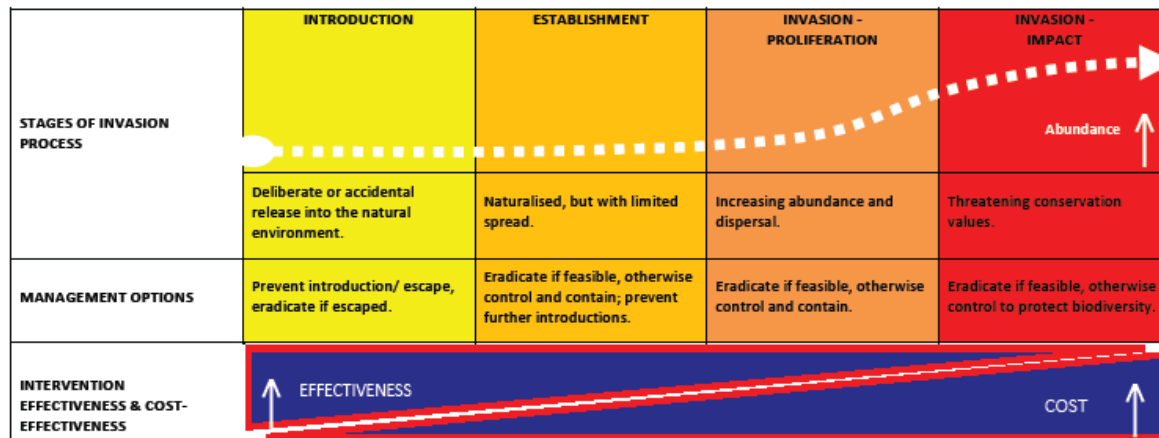 INTRODUCTION
ESTABLISHMENT
INVASION -
PROLIFERATION
INVASION -
IMPACT
STAGES OF INVASION
PROCESS
Abundance
Deliberate or accidental
release into the natural
environment.
Naturalised, but with limited
spread.
Increasing abundance and
dispersal.
Threatening conservation
values.
MANAGEMENT OPTIONS
Prevent introduction/ escape,
eradicate if escaped.
Eradicate if feasible, otherwise
control and contain; prevent
further introductions.
Eradicate if feasible, otherwise
control and contain.
Eradicate if feasible, otherwise
control to protect biodiversity.
INTERVENTION
EFFECTIVENESS & COST-
EFFECTIVENESS
EFFECTIVENESS
COST